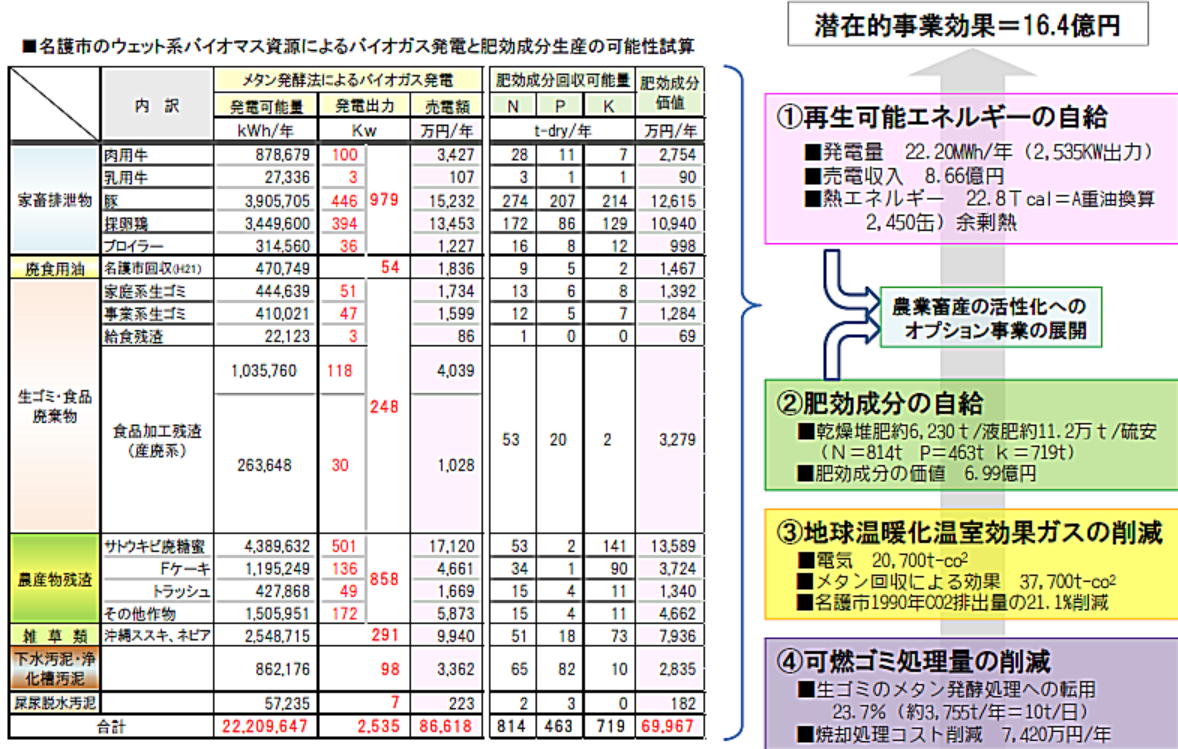 潜在的事業効果＝16.4億円
■名護市のウェット系バイオマス資源によるバイオガス発電と肥効成分生産の可能性試算
内 訳 メタン発酵法によるバイオガス発電 肥効成分回収可能量 肥効成分価値
発電可能量 発電出力 売電額 N P K
kWh/年 Kw 万円/年 t-dry/年 万円/年
家畜排泄物 979
肉用牛 878,679 100 3,427 28 11 7 2,754
乳用牛 27,336 3 107 3 1 1 90
豚 3,905,705 446 15,232 274 207 214 12,615
採卵鶏 3,449,600 394 13,453 172 86 129 10,940
ブロイラー 314,560 36 1,227 16 8 12 998
廃食用油 名護市回収(H21) 470,749 54 1,836 9 5 2 1,467
生ゴミ・食品
廃棄物 248
家庭系生ゴミ 444,639 51 1,734 13 6 8 1,392
事業系生ゴミ 410,021 47 1,599 12 5 7 1,284
給食残渣 22,123 3 86 1 0 0 69
食品加工残渣
（産廃系）
1,035,760 118 4,039
263,648 30 1,028
53 20 2 3,279
農産物残渣 858
サトウキビ廃糖蜜 4,389,632 501 17,120 53 2 141 13,589
Fケーキ 1,195,249 136 4,661 34 1 90 3,724
トラッシュ 427,868 49 1,669 15 4 11 1,340
その他作物 1,505,951 172 5,873 15 4 11 4,662
雑 草 類 沖縄ススキ、ネピア 2,548,715 291 9,940 51 18 73 7,936
下水汚泥・浄
化槽汚泥 862,176 98 3,362 65 82 10 2,835
屎尿脱水汚泥 57,235 7 223 2 3 0 182
合計 22,209,647 2,535 86,618 814 463 719 69,967
①再生可能エネルギーの自給
■発電量 22.20MWh/年（2,535KW出力）
■売電収入 8.66億円
■熱エネルギー 22.8Ｔcal＝A重油換算
2,450缶）余剰熱
農業畜産の活性化への
オプション事業の展開
②肥効成分の自給
■乾燥堆肥約6,230ｔ/液肥約11.2万ｔ/硫安
（Ｎ＝814t P＝463t k＝719t）
■肥効成分の価値 6.99億円
③地球温暖化温室効果ガスの削減
■電気 20,700t-co²
■メタン回収による効果 37,700t-co²
■名護市1990年CO2排出量の21.1%削減
④可燃ゴミ処理量の削減
■生ゴミのメタン発酵処理への転用
23.7%（約3,755t/年＝10t/日）
■焼却処理コスト削減 7,420万円/年